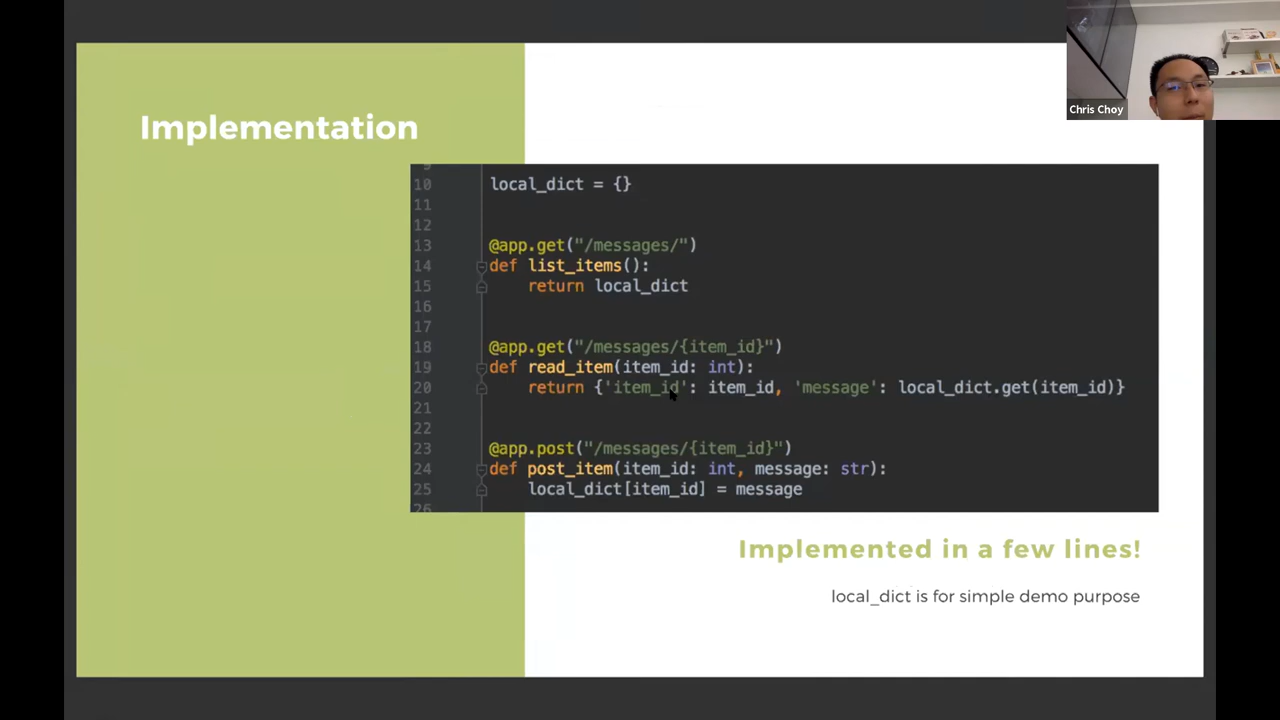 Chris Choy
Implementation
10 local_dict = {}
11
12
13 @app.get("/messages/")
14 def list_items():
15     return local_dict
16
17
18 @app.get("/messages/{item_id}")
19 def read_item(item_id: int):
20     return {'item_id': item_id, 'message': local_dict.get(item_id)}
21
22
23 @app.post("/messages/{item_id}")
24 def post_item(item_id: int, message: str):
25     local_dict[item_id] = message
26
Implemented in a few lines!
local_dict is for simple demo purpose